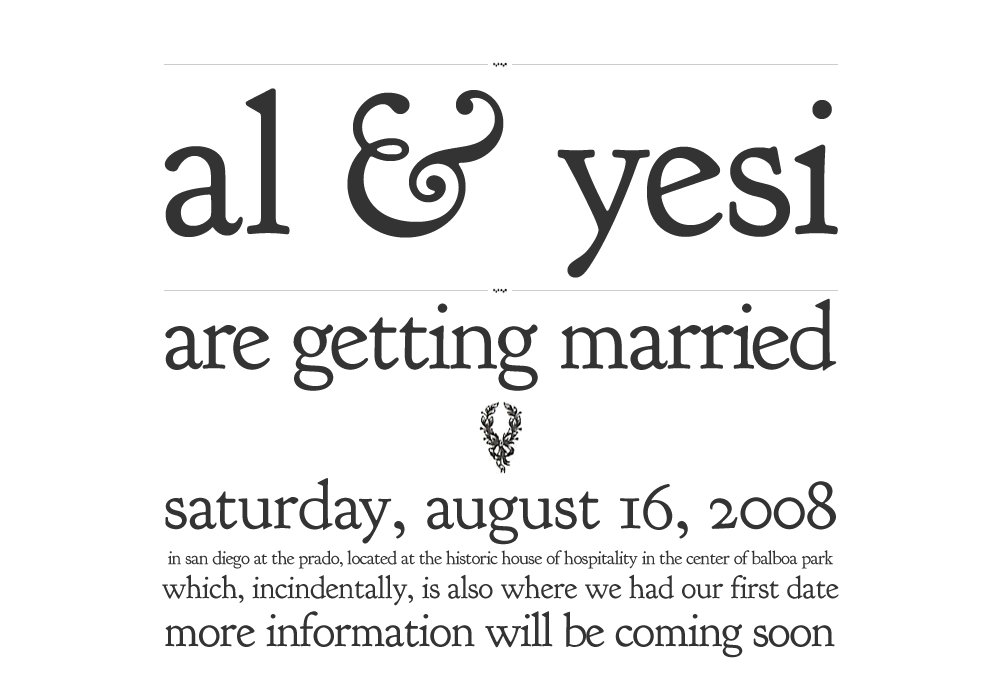 al & yesi
are getting married
saturday, august 16, 2008
in san diego at the prado, located at the historic house of hospitality in the center of balboa park
which, incindentally, is also where we had our first date
more information will be coming soon